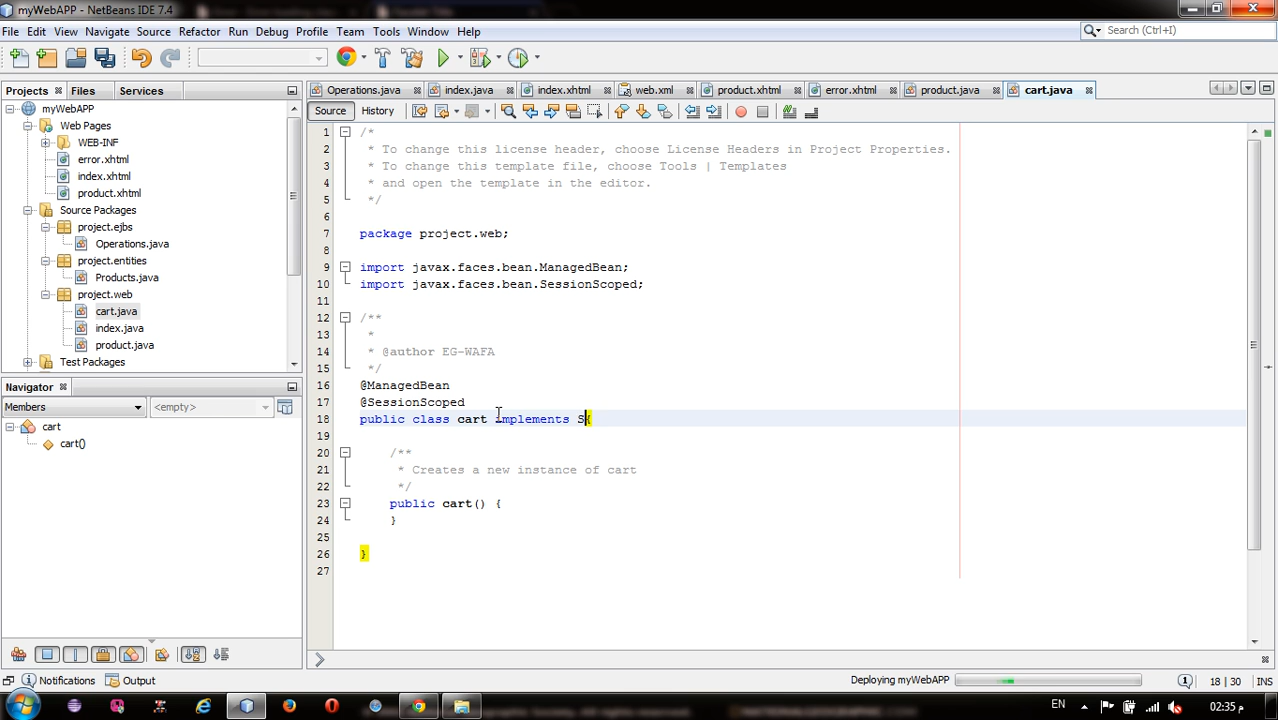 myWebAPP - NetBeans IDE 7.4
File Edit View Navigate Source Refactor Run Debug Profile Team Tools Window Help
Search (Ctrl+I)
Projects Files Services
Operations.java index.java index.xhtml web.xml product.xhtml error.xhtml product.java cart.java
Source History
myWebAPP
Web Pages
WEB-INF
error.xhtml
index.xhtml
product.xhtml
Source Packages
project.ejbs
Operations.java
project.entities
Products.java
project.web
cart.java
index.java
product.java
Test Packages
Navigator
Members
<empty>
cart
cart()
1 /*
2 * To change this license header, choose License Headers in Project Properties.
3 * To change this template file, choose Tools | Templates
4 * and open the template in the editor.
5 */
6
7 package project.web;
8
9 import javax.faces.bean.ManagedBean;
10 import javax.faces.bean.SessionScoped;
11
12 /**
13 *
14 * @author EG-WAFA
15 */
16 @ManagedBean
17 @SessionScoped
18 public class cart implements S{
19
20 /**
21 * Creates a new instance of cart
22 */
23 public cart() {
24 }
25
26 }
27
Notifications Output
Deploying myWebAPP
18 | 30 INS
EN
02:35 م